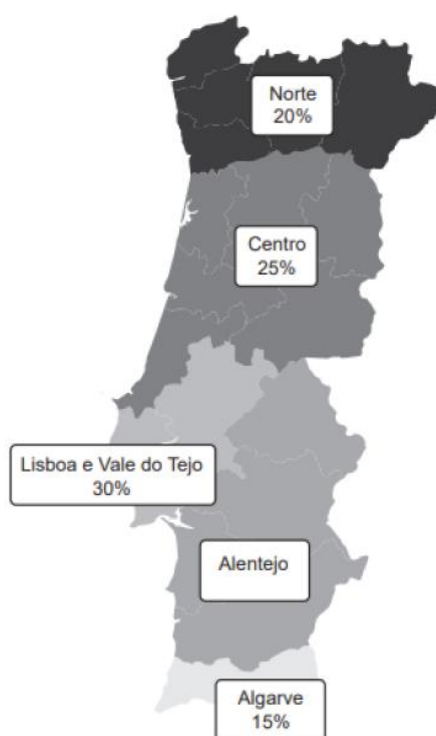 Norte
20%
Centro
25%
Lisboa e Vale do Tejo
30%
Alentejo
Algarve
15%